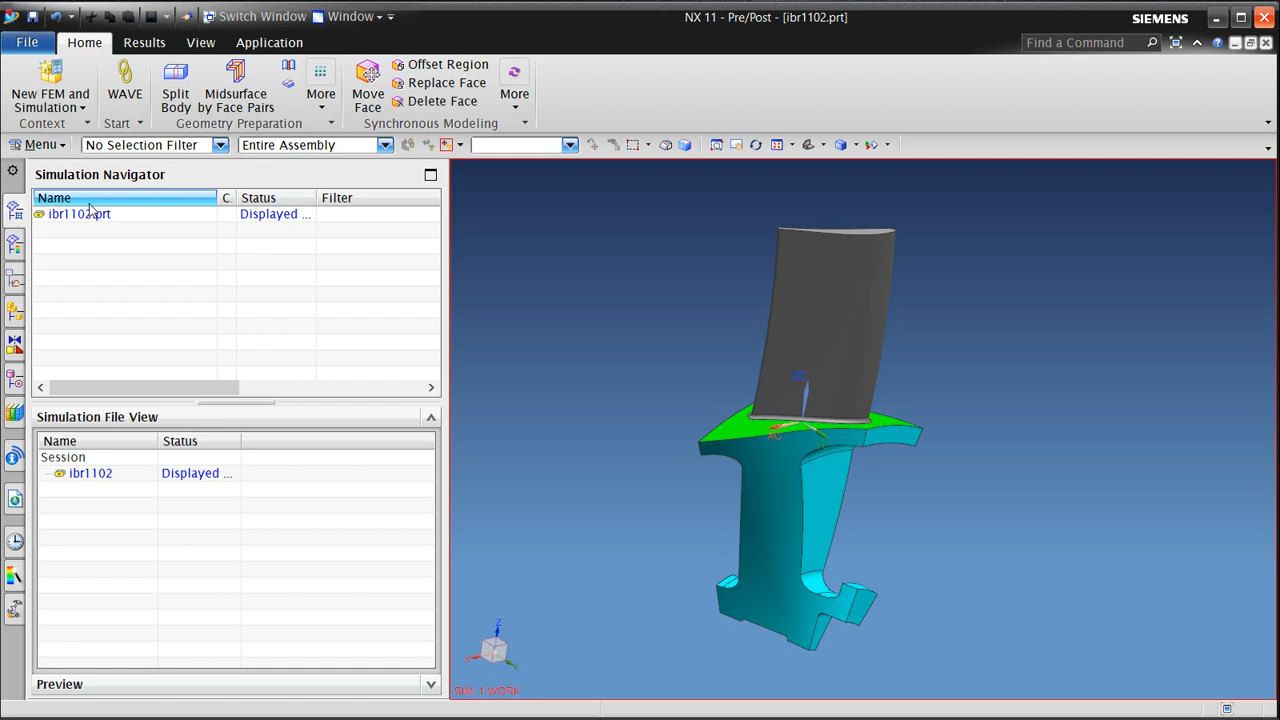 Switch Window
Window
NX 11 - Pre/Post - [ibr1102.prt]
SIEMENS
File
Home
Results
View
Application
Find a Command
New FEM and
Simulation
WAVE
Split
Body
Midsurface
by Face Pairs
More
Move
Face
Offset Region
Replace Face
Delete Face
More
Context
Start
Geometry Preparation
Synchronous Modeling
Menu
No Selection Filter
Entire Assembly
Simulation Navigator
Name
C.
Status
Filter
ibr1102.prt
Displayed ...
Simulation File View
Name
Status
Session
ibr1102
Displayed ...
Preview
XC
Z
X
Y
SIM: 1 WORK